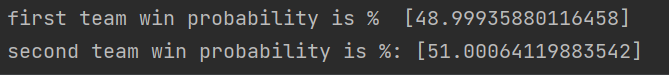 first team win probability is %  [48.99935880116458]
second team win probability is %: [51.00064119883542]